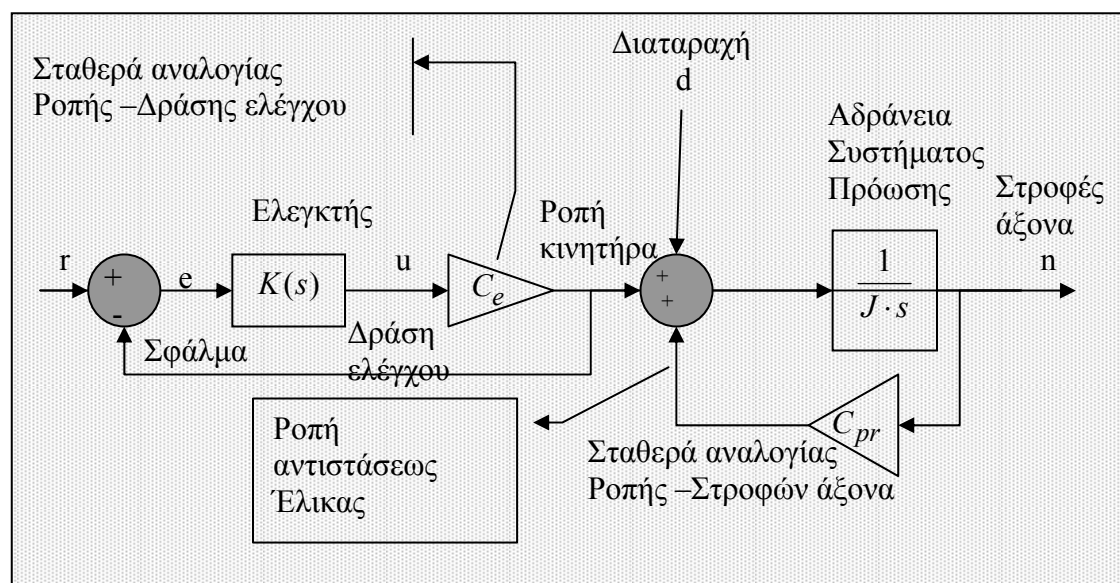 Σταθερά αναλογίας
Ροπής –Δράσης ελέγχου
Διαταραχή
d
Αδράνεια
Συστήματος
Πρόωσης
Στροφές
άξονα
n
Ελεγκτής
Ροπή
κινητήρα
r
+
-
e
K(s)
u
C_e
+
+
1
J · s
Σφάλμα
Δράση
ελέγχου
Ροπή
αντιστάσεως
Έλικας
C_pr
Σταθερά αναλογίας
Ροπής –Στροφών άξονα